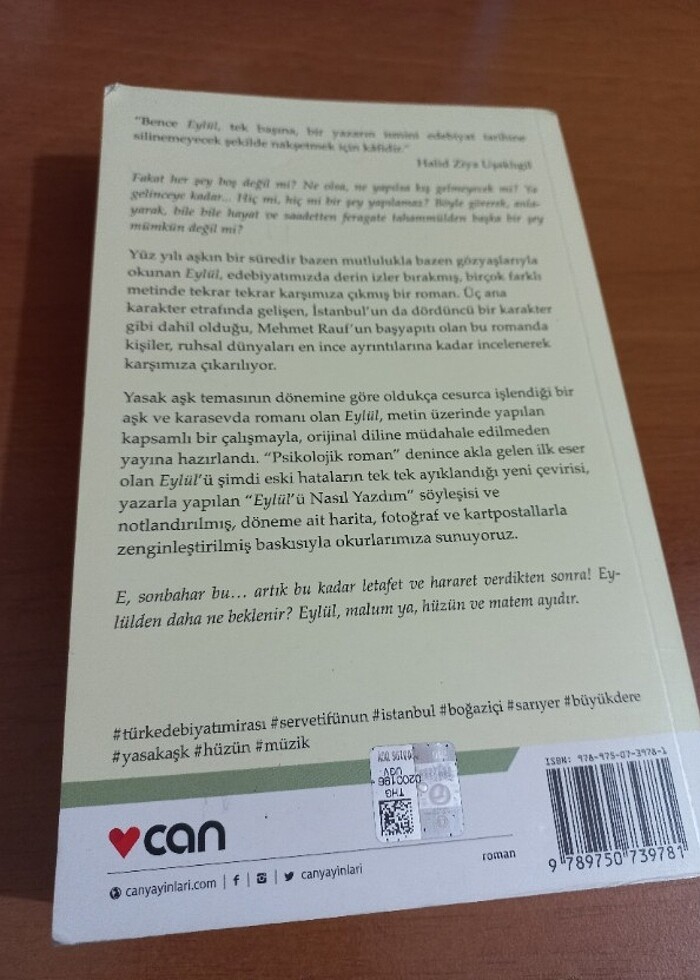 "Bence Eylül, tek başına, bir yazarın ismini edebiyat tarihine
silinemeyecek şekilde nakşetmek için kâfidir."
Halid Ziya Uşaklıgil
Fakat her şey boş değil mi? Ne olsa, ne yapılsa kış gelmeyecek mi? Ya
gelinceye kadar... Hiç mi, hiç mi bir şey yapılamaz? Böyle görerek, anla-
yarak, bile bile hayat ve saadetten feragate tahammülden başka bir şey
mümkün değil mi?
Yüz yılı aşkın bir süredir bazen mutlulukla bazen gözyaşlarıyla
okunan Eylül, edebiyatımızda derin izler bırakmış, birçok farklı
metinde tekrar tekrar karşımıza çıkmış bir roman. Üç ana
karakter etrafında gelişen, İstanbul'un da dördüncü bir karakter
gibi dahil olduğu, Mehmet Rauf'un başyapıtı olan bu romanda
kişiler, ruhsal dünyaları en ince ayrıntılarına kadar incelenerek
karşımıza çıkarılıyor.
Yasak aşk temasının dönemine göre oldukça cesurca işlendiği bir
aşk ve karasevda romanı olan Eylül, metin üzerinde yapılan
kapsamlı bir çalışmayla, orijinal diline müdahale edilmeden
yayına hazırlandı. "Psikolojik roman" denince akla gelen ilk eser
olan Eylül'ü şimdi eski hataların tek tek ayıklandığı yeni çevirisi,
yazarla yapılan "Eylül'ü Nasıl Yazdım" söyleşisi ve
notlandırılmış, döneme ait harita, fotoğraf ve kartpostallarla
zenginleştirilmiş baskısıyla okurlarımıza sunuyoruz.
E, sonbahar bu... artık bu kadar letafet ve hararet verdikten sonra! Ey-
lülden daha ne beklenir? Eylül, malum ya, hüzün ve matem ayıdır.
#türkedebiyatımirası #servetifünun #istanbul #boğaziçi #sarıyer #büyükdere
#yasakaşk #hüzün #müzik
THG
can
canyayinlari.com | f | | canyayinlari
roman
ISBN: 978-975-07-3978-1
9 789750 739781